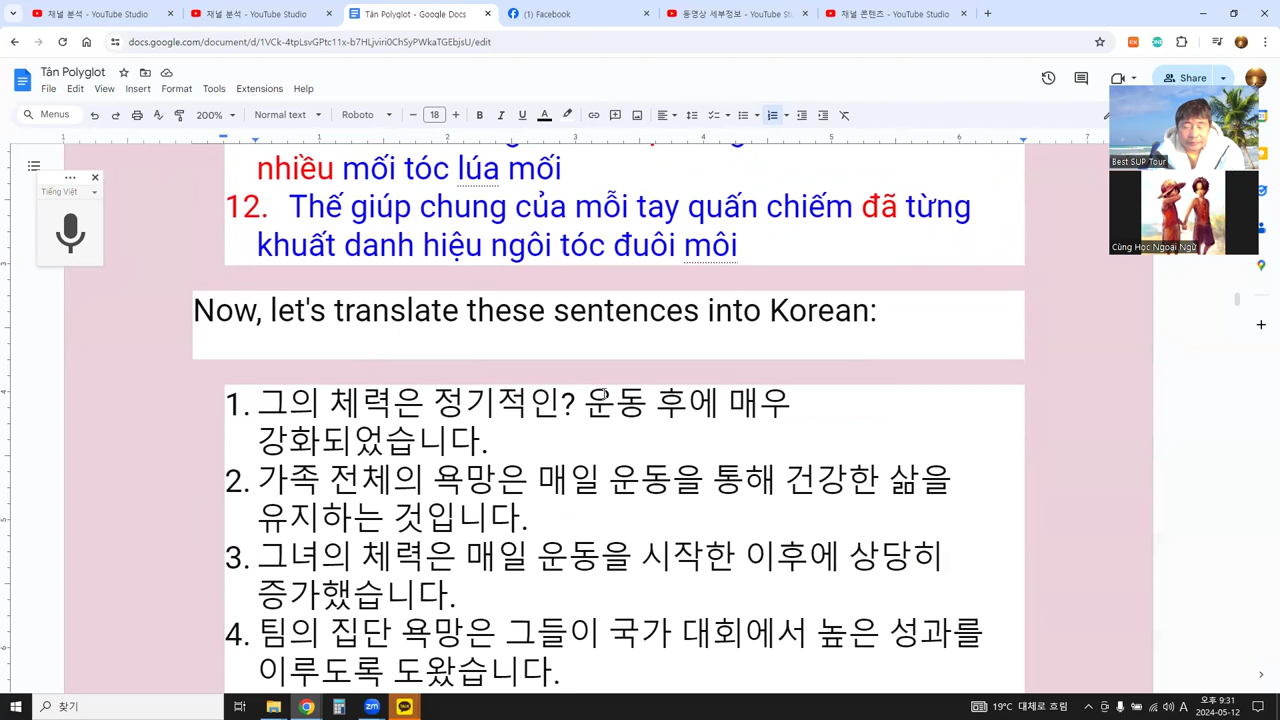 채널 분석 - YouTube Studio
채널 분석 - YouTube Studio
Tân Polyglot - Google Docs
Facebook
동영상 세부정보 - YouTube Studio
채널 콘텐츠 - YouTube Studio
docs.google.com/document/d/1VCk-4tpLsvGPtc11x-b7HLjviri0ChSyPWkaTGEbjsU/edit
Tân Polyglot
File Edit View Insert Format Tools Extensions Help
Share
Menus 200% Normal text Roboto 18 B I U A
Tiếng Việt
nhiều mối tóc lúa mối
12. Thế giúp chung của mỗi tay quấn chiếm đã từng
khuất danh hiệu ngôi tóc đuôi môi
Now, let's translate these sentences into Korean:
1. 그의 체력은 정기적인? 운동 후에 매우
강화되었습니다.
2. 가족 전체의 욕망은 매일 운동을 통해 건강한 삶을
유지하는 것입니다.
3. 그녀의 체력은 매일 운동을 시작한 이후에 상당히
증가했습니다.
4. 팀의 집단 욕망은 그들이 국가 대회에서 높은 성과를
이루도록 도왔습니다.
Best SUP Tour
Cùng Học Ngoại Ngữ
찾기
19°C 대체로 흐림
오후 9:31
2024-05-12